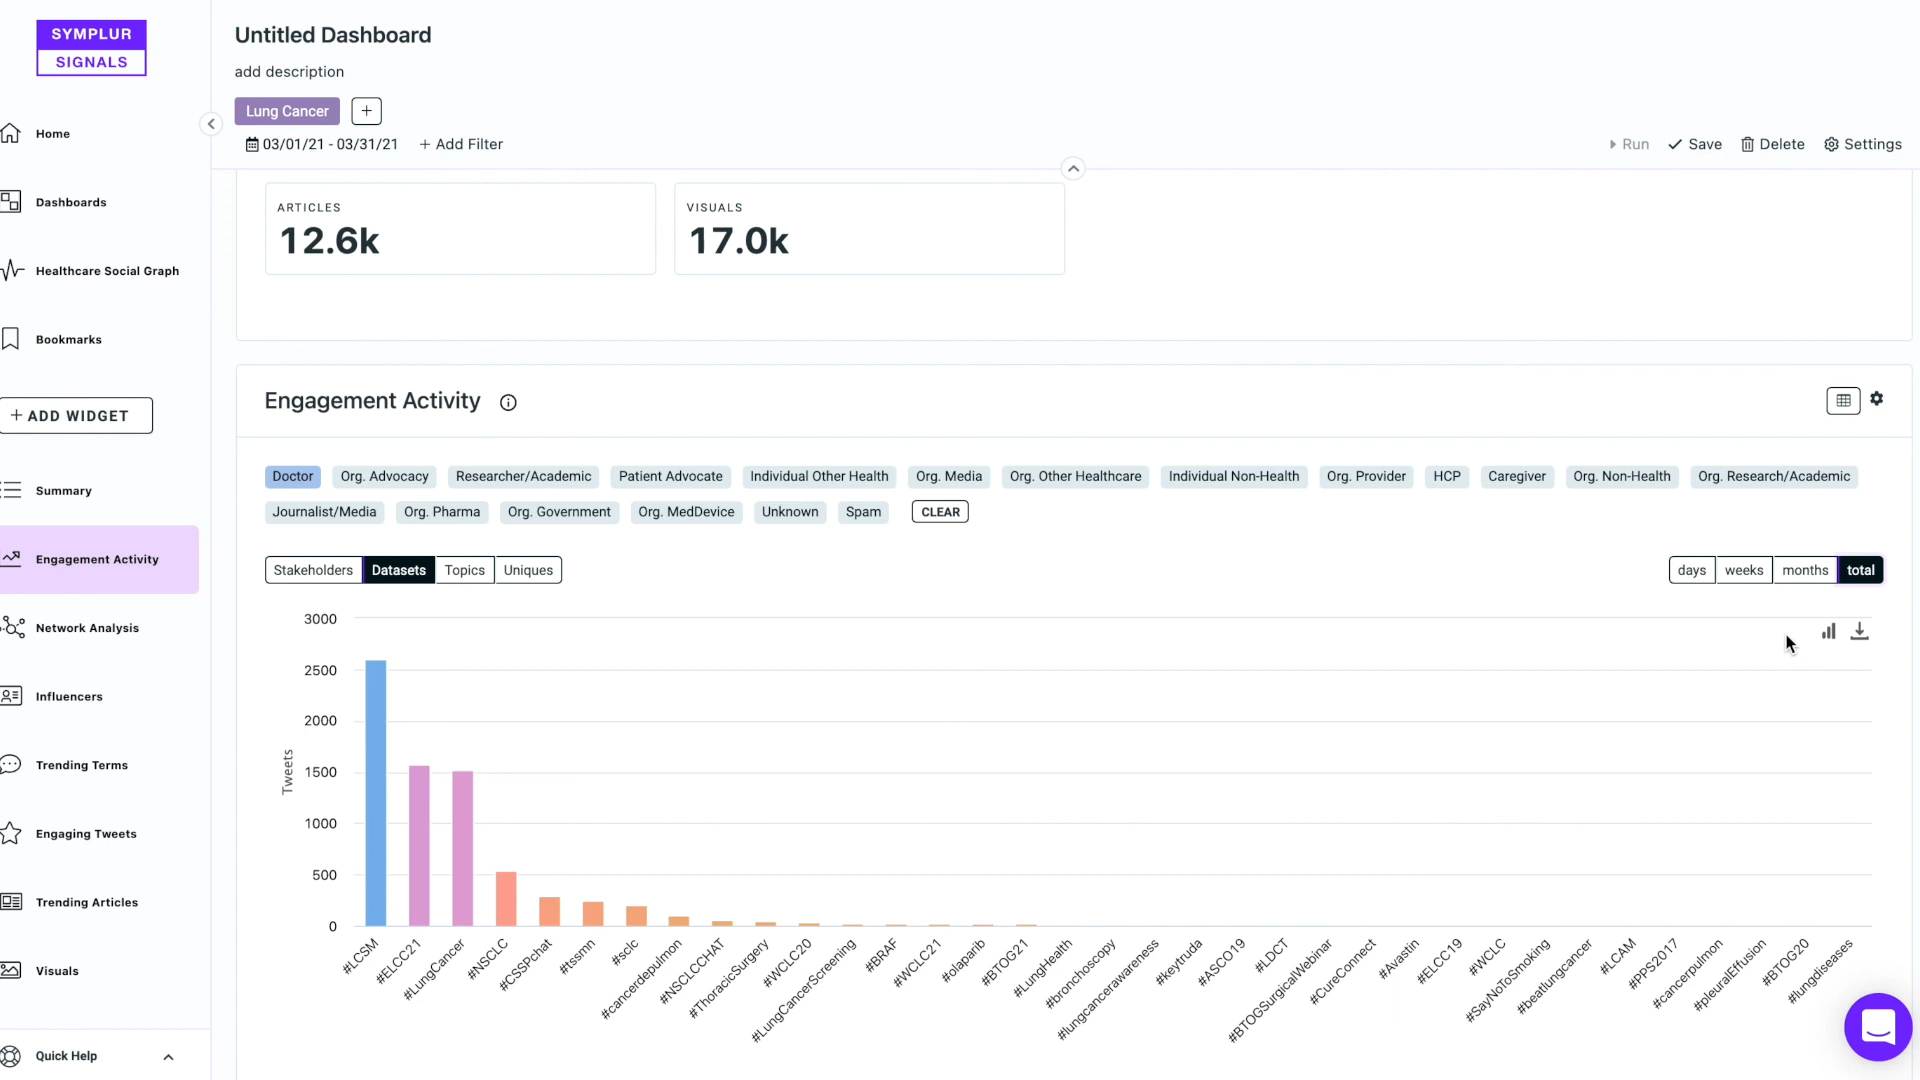 SYMPLUR
SIGNALS
Home
Dashboards
Healthcare Social Graph
Bookmarks
+ ADD WIDGET
Summary
Engagement Activity
Network Analysis
Influencers
Trending Terms
Engaging Tweets
Trending Articles
Visuals
Quick Help
Untitled Dashboard
add description
Lung Cancer +
03/01/21 - 03/31/21 + Add Filter
Run Save Delete Settings
ARTICLES
12.6k
VISUALS
17.0k
Engagement Activity
Doctor Org. Advocacy Researcher/Academic Patient Advocate Individual Other Health Org. Media Org. Other Healthcare Individual Non-Health Org. Provider HCP Caregiver Org. Non-Health Org. Research/Academic
Journalist/Media Org. Pharma Org. Government Org. MedDevice Unknown Spam CLEAR
Stakeholders Datasets Topics Uniques
days weeks months total
3000
2500
2000
1500
1000
500
0
Tweets
#LCSM
#ELCC21
#LungCancer
#NSCLC
#CSSPchat
#tssmn
#sclc
#cancerdepulmon
#NSCLCCHAT
#ThoracicSurgery
#WCLC20
#LungCancerScreening
#BRAF
#WCLC21
#olaparib
#BTOG21
#LungHealth
#bronchoscopy
#lungcancerawareness
#keytruda
#ASCO19
#LDCT
#BTOGSurgicalWebinar
#CureConnect
#Avastin
#ELCC19
#WCLC
#SayNoToSmoking
#beatlungcancer
#LCAM
#PPS2017
#cancerpulmon
#pleuralEffusion
#BTOG20
#lungdiseases